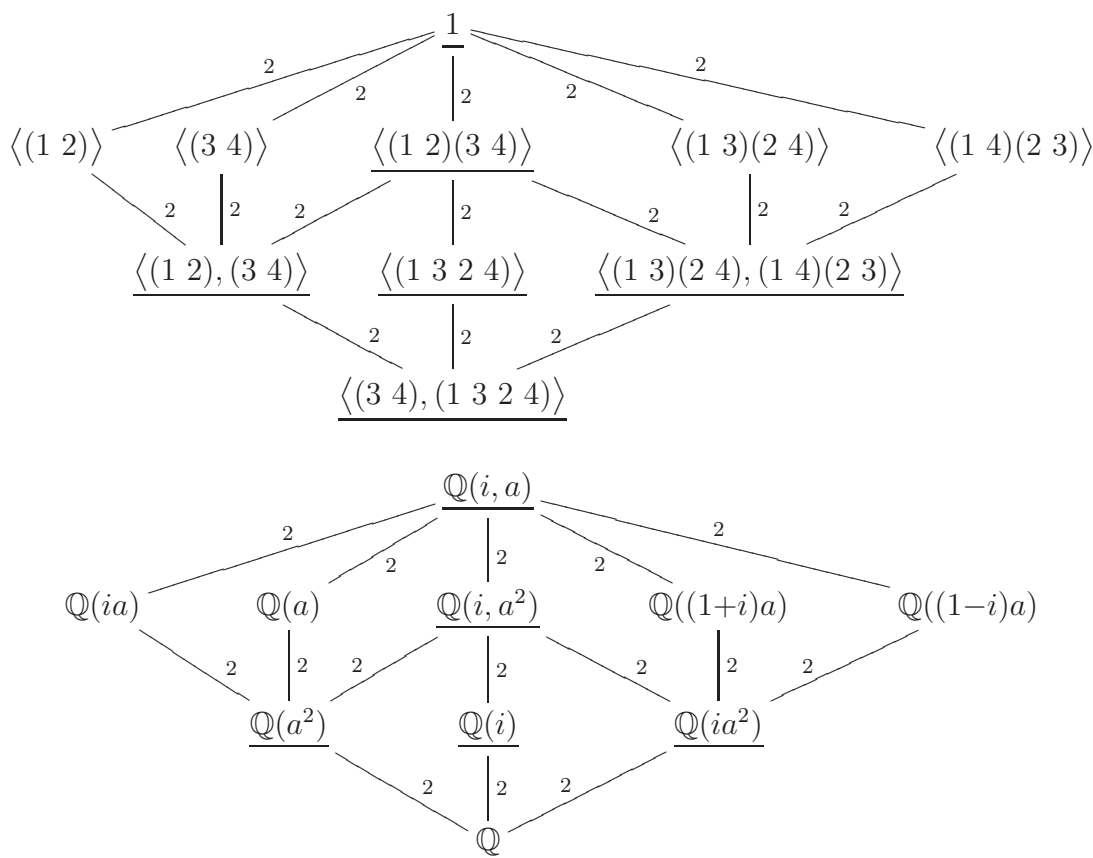 1
2 2 2 2 2
⟨(1 2)⟩ ⟨(3 4)⟩ ⟨(1 2)(3 4)⟩ ⟨(1 3)(2 4)⟩ ⟨(1 4)(2 3)⟩
2 2 2 2 2 2 2
⟨(1 2), (3 4)⟩ ⟨(1 3 2 4)⟩ ⟨(1 3)(2 4), (1 4)(2 3)⟩
2 2 2
⟨(3 4), (1 3 2 4)⟩
ℚ(i, a)
2 2 2 2 2
ℚ(ia) ℚ(a) ℚ(i, a²) ℚ((1+i)a) ℚ((1−i)a)
2 2 2 2 2 2 2
ℚ(a²) ℚ(i) ℚ(ia²)
2 2 2
ℚ